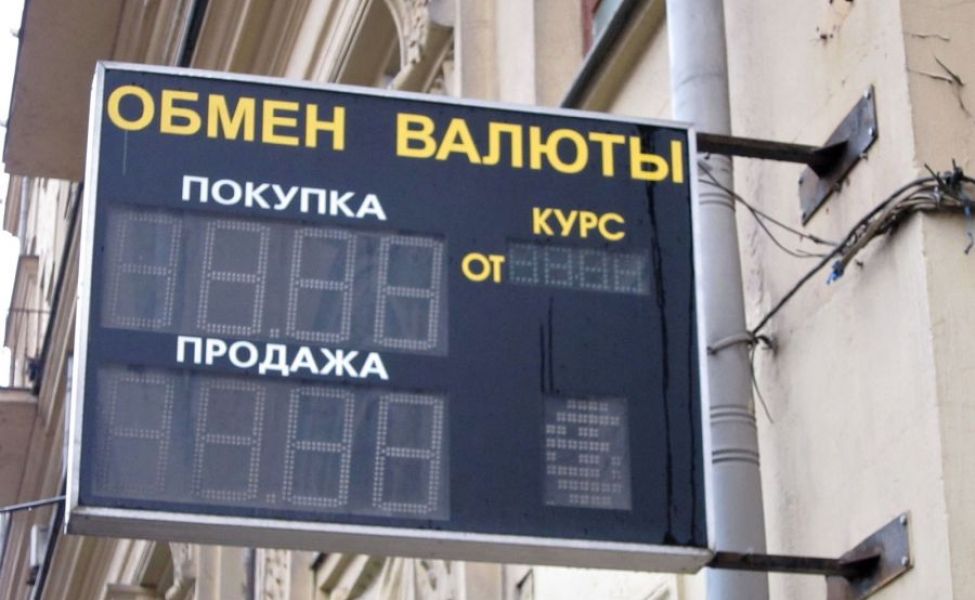 ОБМЕН ВАЛЮТЫ
ПОКУПКА
КУРС
ОТ
ПРОДАЖА